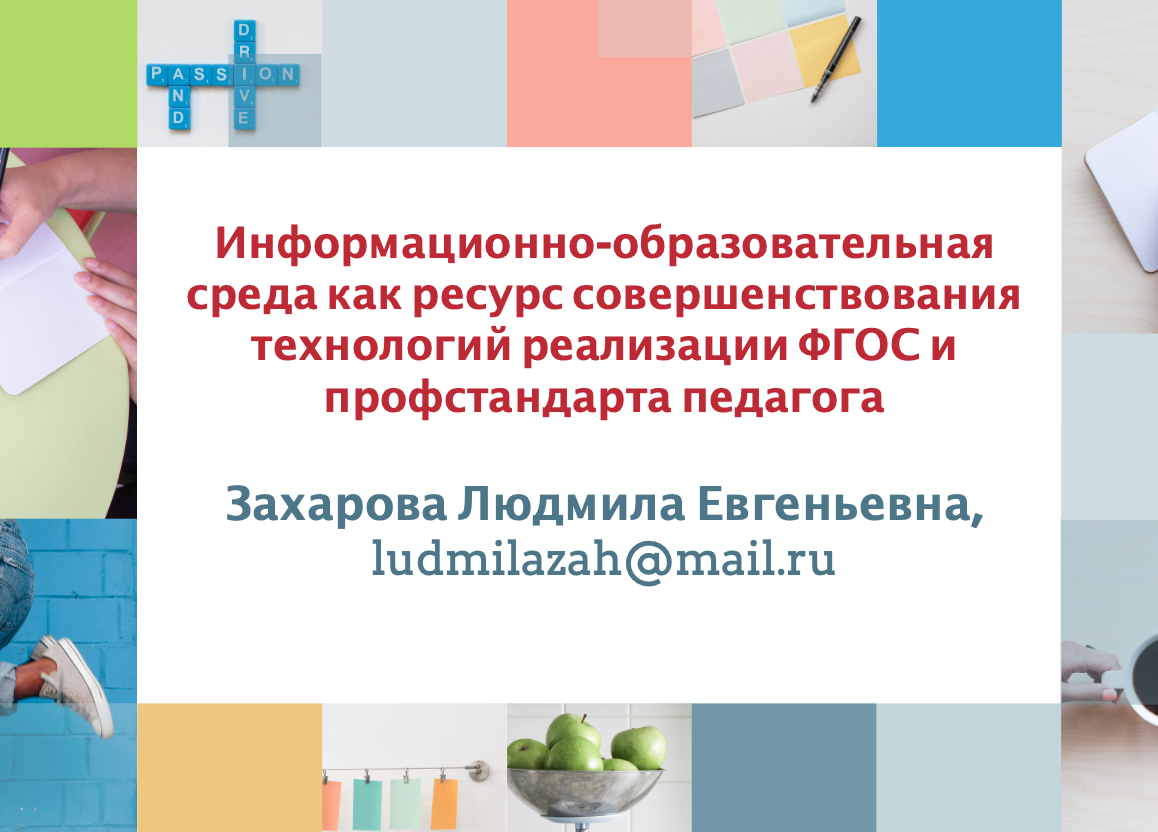 DRIVE
PASSION
AND
Информационно-образовательная
среда как ресурс совершенствования
технологий реализации ФГОС и
профстандарта педагога
Захарова Людмила Евгеньевна,
ludmilazah@mail.ru